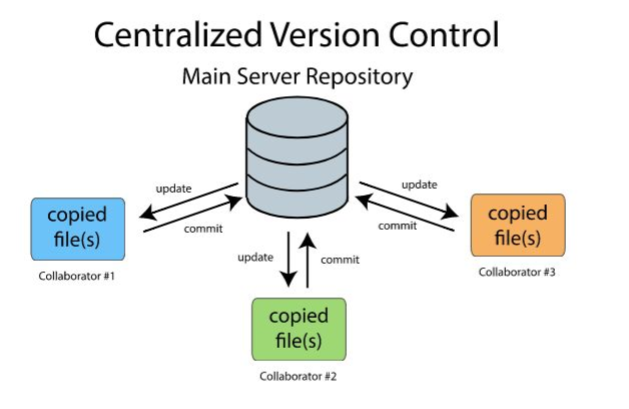 Centralized Version Control
Main Server Repository
update
commit
update
commit
update
commit
copied
file(s)
Collaborator #1
copied
file(s)
Collaborator #3
copied
file(s)
Collaborator #2